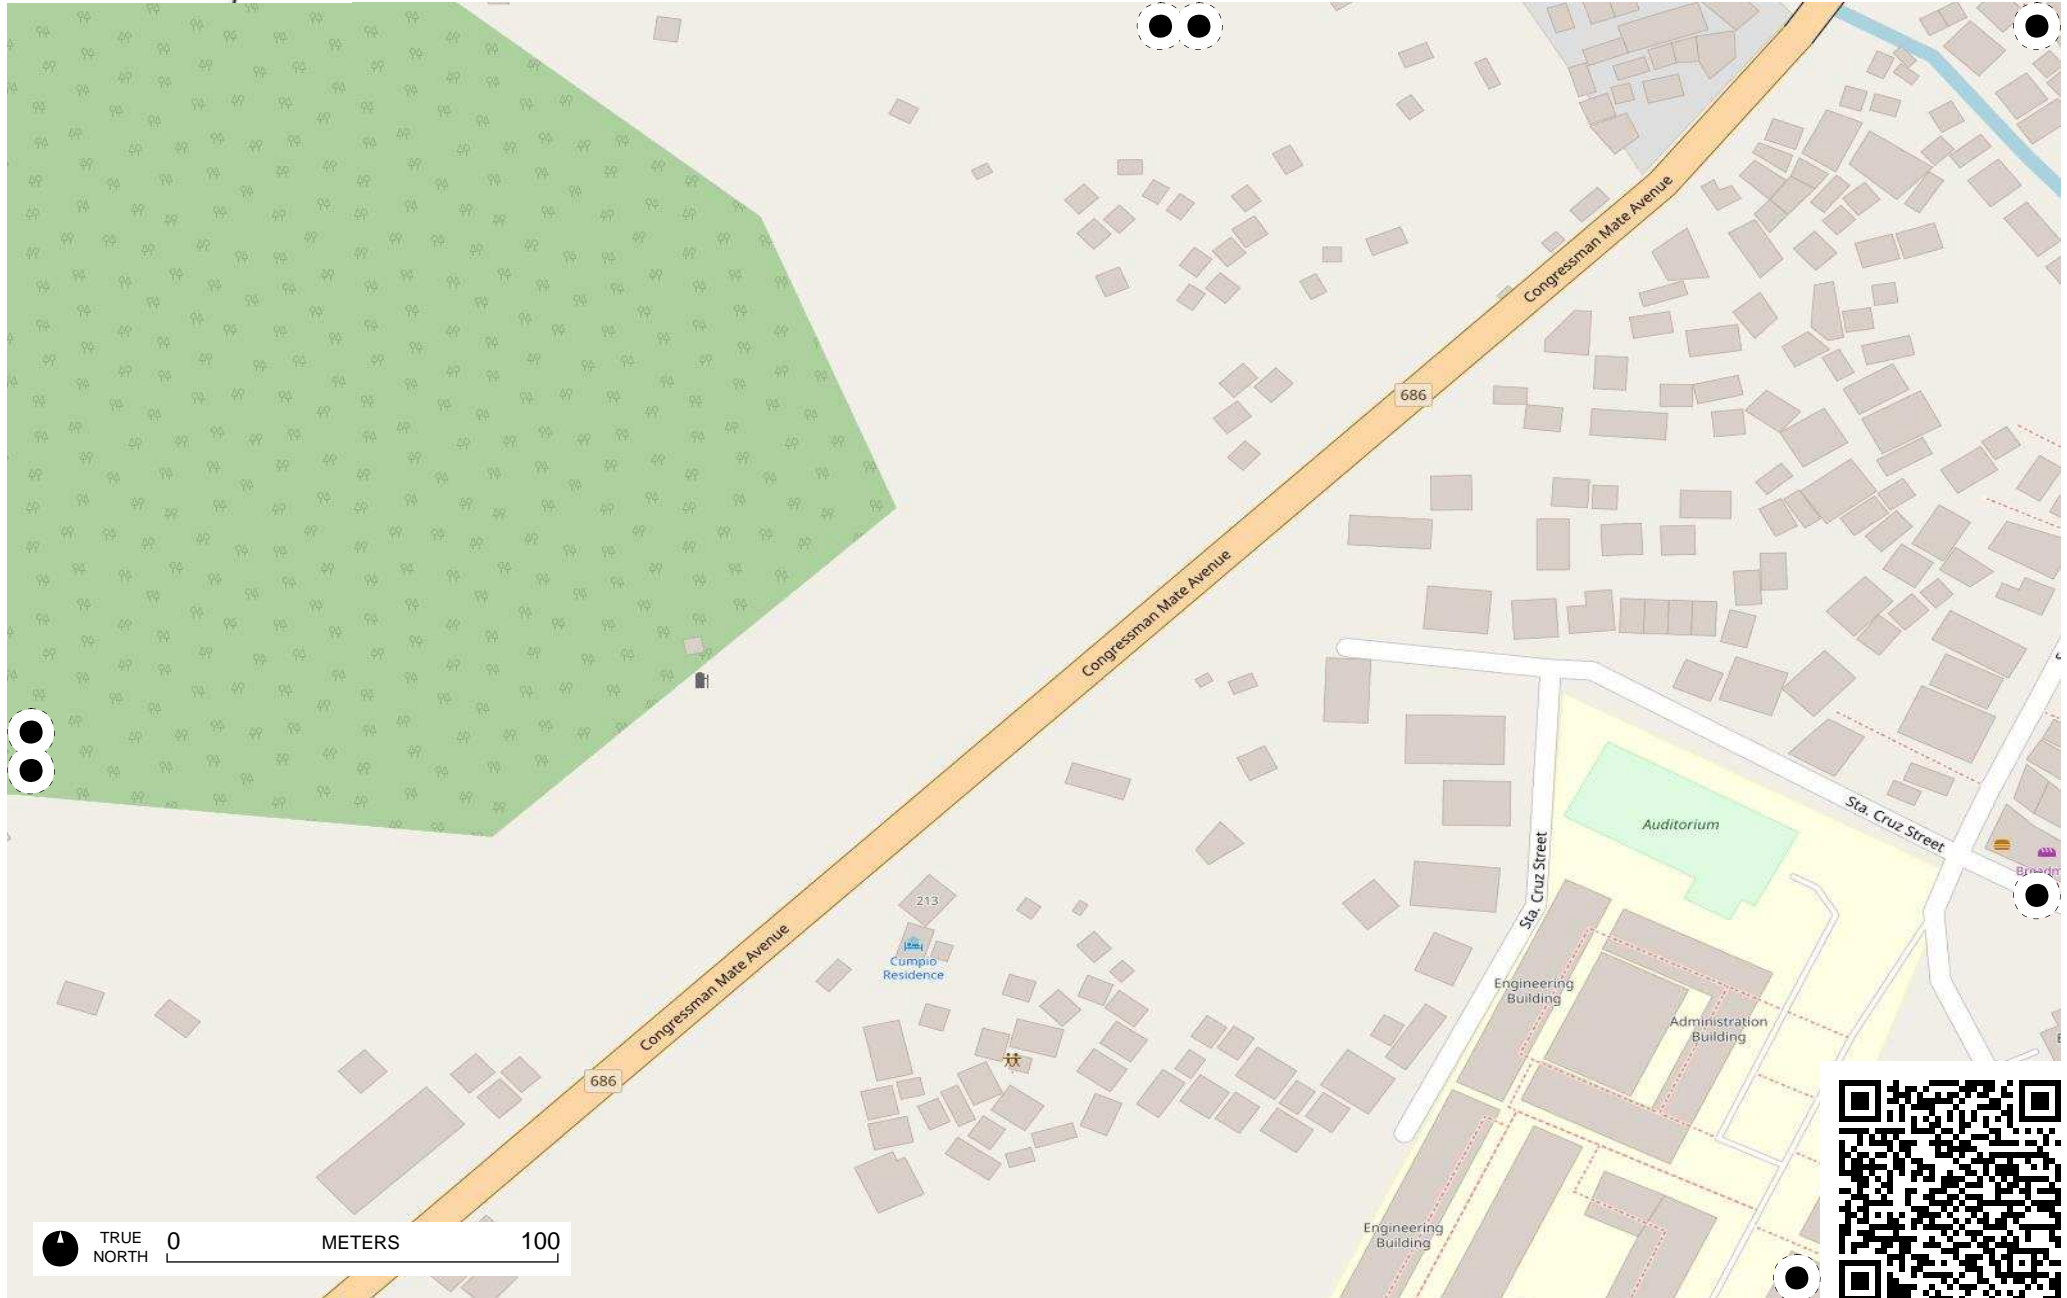 Congressman Mate Avenue
686
Congressman Mate Avenue
Auditorium
Sta. Cruz Street
Sta. Cruz Street
213
Cumpio
Residence
Congressman Mate Avenue
686
Engineering
Building
Administration
Building
Engineering
Building
TRUE
NORTH
0
METERS
100